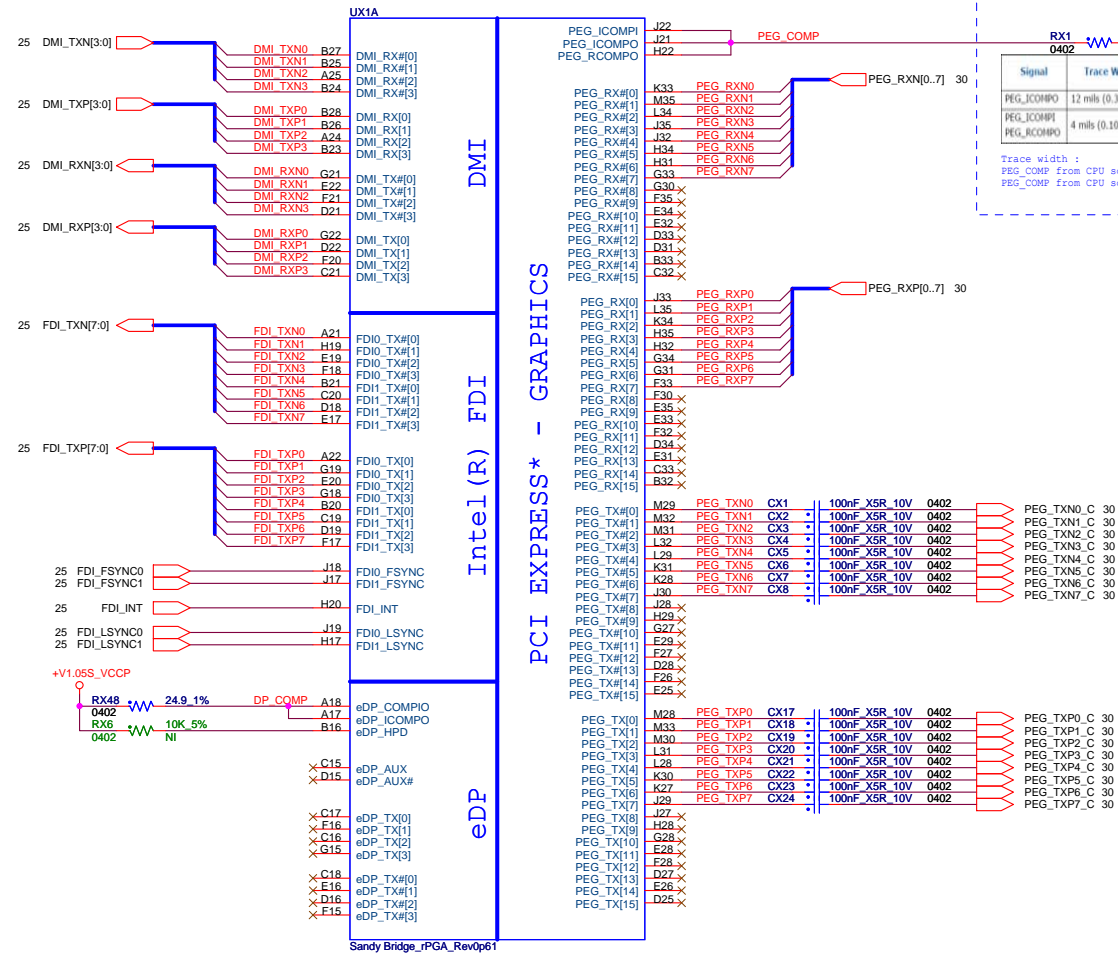 UX1A
25 DMI_TXN[3:0]
DMI_TXN0 B27 DMI_RX#[0]
DMI_TXN1 B25 DMI_RX#[1]
DMI_TXN2 A25 DMI_RX#[2]
DMI_TXN3 B24 DMI_RX#[3]
25 DMI_TXP[3:0]
DMI_TXP0 B28 DMI_RX[0]
DMI_TXP1 B26 DMI_RX[1]
DMI_TXP2 A24 DMI_RX[2]
DMI_TXP3 B23 DMI_RX[3]
25 DMI_RXN[3:0]
DMI_RXN0 G21 DMI_TX#[0]
DMI_RXN1 E22 DMI_TX#[1]
DMI_RXN2 F21 DMI_TX#[2]
DMI_RXN3 D21 DMI_TX#[3]
25 DMI_RXP[3:0]
DMI_RXP0 G22 DMI_TX[0]
DMI_RXP1 D22 DMI_TX[1]
DMI_RXP2 F20 DMI_TX[2]
DMI_RXP3 C21 DMI_TX[3]
DMI
25 FDI_TXN[7:0]
FDI_TXN0 A21 FDI0_TX#[0]
FDI_TXN1 H19 FDI0_TX#[1]
FDI_TXN2 E19 FDI0_TX#[2]
FDI_TXN3 F18 FDI0_TX#[3]
FDI_TXN4 B21 FDI1_TX#[0]
FDI_TXN5 C20 FDI1_TX#[1]
FDI_TXN6 D18 FDI1_TX#[2]
FDI_TXN7 E17 FDI1_TX#[3]
25 FDI_TXP[7:0]
FDI_TXP0 A22 FDI0_TX[0]
FDI_TXP1 G19 FDI0_TX[1]
FDI_TXP2 E20 FDI0_TX[2]
FDI_TXP3 G18 FDI0_TX[3]
FDI_TXP4 B20 FDI1_TX[0]
FDI_TXP5 C19 FDI1_TX[1]
FDI_TXP6 D19 FDI1_TX[2]
FDI_TXP7 F17 FDI1_TX[3]
25 FDI_FSYNC0 J18 FDI0_FSYNC
25 FDI_FSYNC1 J17 FDI1_FSYNC
25 FDI_INT H20 FDI_INT
25 FDI_LSYNC0 J19 FDI0_LSYNC
25 FDI_LSYNC1 H17 FDI1_LSYNC
Intel(R) FDI
+V1.05S_VCCP
RX48 24.9_1% DP_COMP A18 eDP_COMPIO
0402 A17 eDP_ICOMPO
RX6 10K_5% B16 eDP_HPD
0402 NI
C15 eDP_AUX
D15 eDP_AUX#
C17 eDP_TX[0]
F16 eDP_TX[1]
C16 eDP_TX[2]
G15 eDP_TX[3]
C18 eDP_TX#[0]
E16 eDP_TX#[1]
D16 eDP_TX#[2]
F15 eDP_TX#[3]
eDP
Sandy Bridge_rPGA_Rev0p61
PCI EXPRESS* - GRAPHICS
PEG_ICOMPI J22
PEG_ICOMPO J21 PEG_COMP
PEG_RCOMPO H22
PEG_RX#[0] K33 PEG_RXN0
PEG_RX#[1] M35 PEG_RXN1
PEG_RX#[2] L34 PEG_RXN2
PEG_RX#[3] J35 PEG_RXN3
PEG_RX#[4] J32 PEG_RXN4
PEG_RX#[5] H34 PEG_RXN5
PEG_RX#[6] H31 PEG_RXN6
PEG_RX#[7] G33 PEG_RXN7
PEG_RX#[8] G30
PEG_RX#[9] F35
PEG_RX#[10] E34
PEG_RX#[11] E32
PEG_RX#[12] D33
PEG_RX#[13] D31
PEG_RX#[14] B33
PEG_RX#[15] C32
PEG_RXN[0..7] 30
PEG_RX[0] J33 PEG_RXP0
PEG_RX[1] L35 PEG_RXP1
PEG_RX[2] K34 PEG_RXP2
PEG_RX[3] H35 PEG_RXP3
PEG_RX[4] H32 PEG_RXP4
PEG_RX[5] G34 PEG_RXP5
PEG_RX[6] G31 PEG_RXP6
PEG_RX[7] F33 PEG_RXP7
PEG_RX[8] F30
PEG_RX[9] E35
PEG_RX[10] E33
PEG_RX[11] F32
PEG_RX[12] D34
PEG_RX[13] E31
PEG_RX[14] C33
PEG_RX[15] B32
PEG_RXP[0..7] 30
PEG_TX#[0] M29 PEG_TXN0 CX1 100nF_X5R_10V 0402 PEG_TXN0_C 30
PEG_TX#[1] M32 PEG_TXN1 CX2 100nF_X5R_10V 0402 PEG_TXN1_C 30
PEG_TX#[2] M31 PEG_TXN2 CX3 100nF_X5R_10V 0402 PEG_TXN2_C 30
PEG_TX#[3] L32 PEG_TXN3 CX4 100nF_X5R_10V 0402 PEG_TXN3_C 30
PEG_TX#[4] L29 PEG_TXN4 CX5 100nF_X5R_10V 0402 PEG_TXN4_C 30
PEG_TX#[5] K31 PEG_TXN5 CX6 100nF_X5R_10V 0402 PEG_TXN5_C 30
PEG_TX#[6] K28 PEG_TXN6 CX7 100nF_X5R_10V 0402 PEG_TXN6_C 30
PEG_TX#[7] J30 PEG_TXN7 CX8 100nF_X5R_10V 0402 PEG_TXN7_C 30
PEG_TX#[8] J28
PEG_TX#[9] H29
PEG_TX#[10] G27
PEG_TX#[11] E29
PEG_TX#[12] F27
PEG_TX#[13] D28
PEG_TX#[14] F26
PEG_TX#[15] E25
PEG_TX[0] M28 PEG_TXP0 CX17 100nF_X5R_10V 0402 PEG_TXP0_C 30
PEG_TX[1] M33 PEG_TXP1 CX18 100nF_X5R_10V 0402 PEG_TXP1_C 30
PEG_TX[2] M30 PEG_TXP2 CX19 100nF_X5R_10V 0402 PEG_TXP2_C 30
PEG_TX[3] L31 PEG_TXP3 CX20 100nF_X5R_10V 0402 PEG_TXP3_C 30
PEG_TX[4] L28 PEG_TXP4 CX21 100nF_X5R_10V 0402 PEG_TXP4_C 30
PEG_TX[5] K30 PEG_TXP5 CX22 100nF_X5R_10V 0402 PEG_TXP5_C 30
PEG_TX[6] K27 PEG_TXP6 CX23 100nF_X5R_10V 0402 PEG_TXP6_C 30
PEG_TX[7] J29 PEG_TXP7 CX24 100nF_X5R_10V 0402 PEG_TXP7_C 30
PEG_TX[8] J27
PEG_TX[9] H28
PEG_TX[10] G28
PEG_TX[11] E28
PEG_TX[12] F28
PEG_TX[13] D27
PEG_TX[14] E26
PEG_TX[15] D25
RX1
0402
Signal Trace W
PEG_ICOMPO 12 mils (0.3
PEG_ICOMPI
PEG_RCOMPO 4 mils (0.10
Trace width :
PEG_COMP from CPU so
PEG_COMP from CPU so